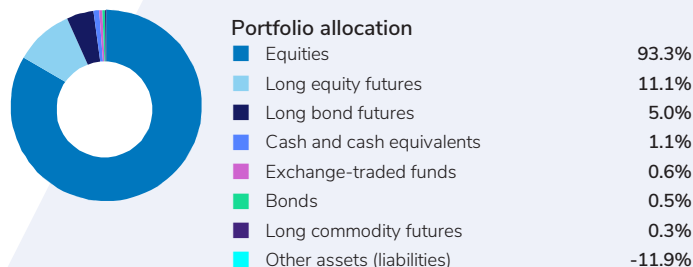 Portfolio allocation
Equities 93.3%
Long equity futures 11.1%
Long bond futures 5.0%
Cash and cash equivalents 1.1%
Exchange-traded funds 0.6%
Bonds 0.5%
Long commodity futures 0.3%
Other assets (liabilities) -11.9%